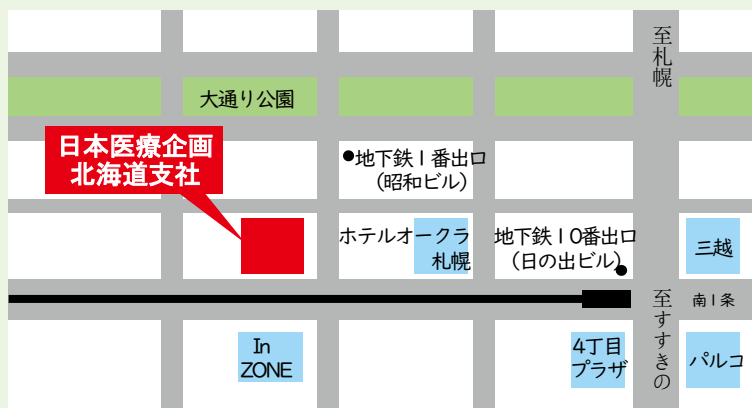 至札幌
大通り公園
日本医療企画
北海道支社
地下鉄1番出口
(昭和ビル)
ホテルオークラ
札幌
地下鉄10番出口
(日の出ビル)
三越
南1条
至すすきの
In
ZONE
4丁目
プラザ
パルコ